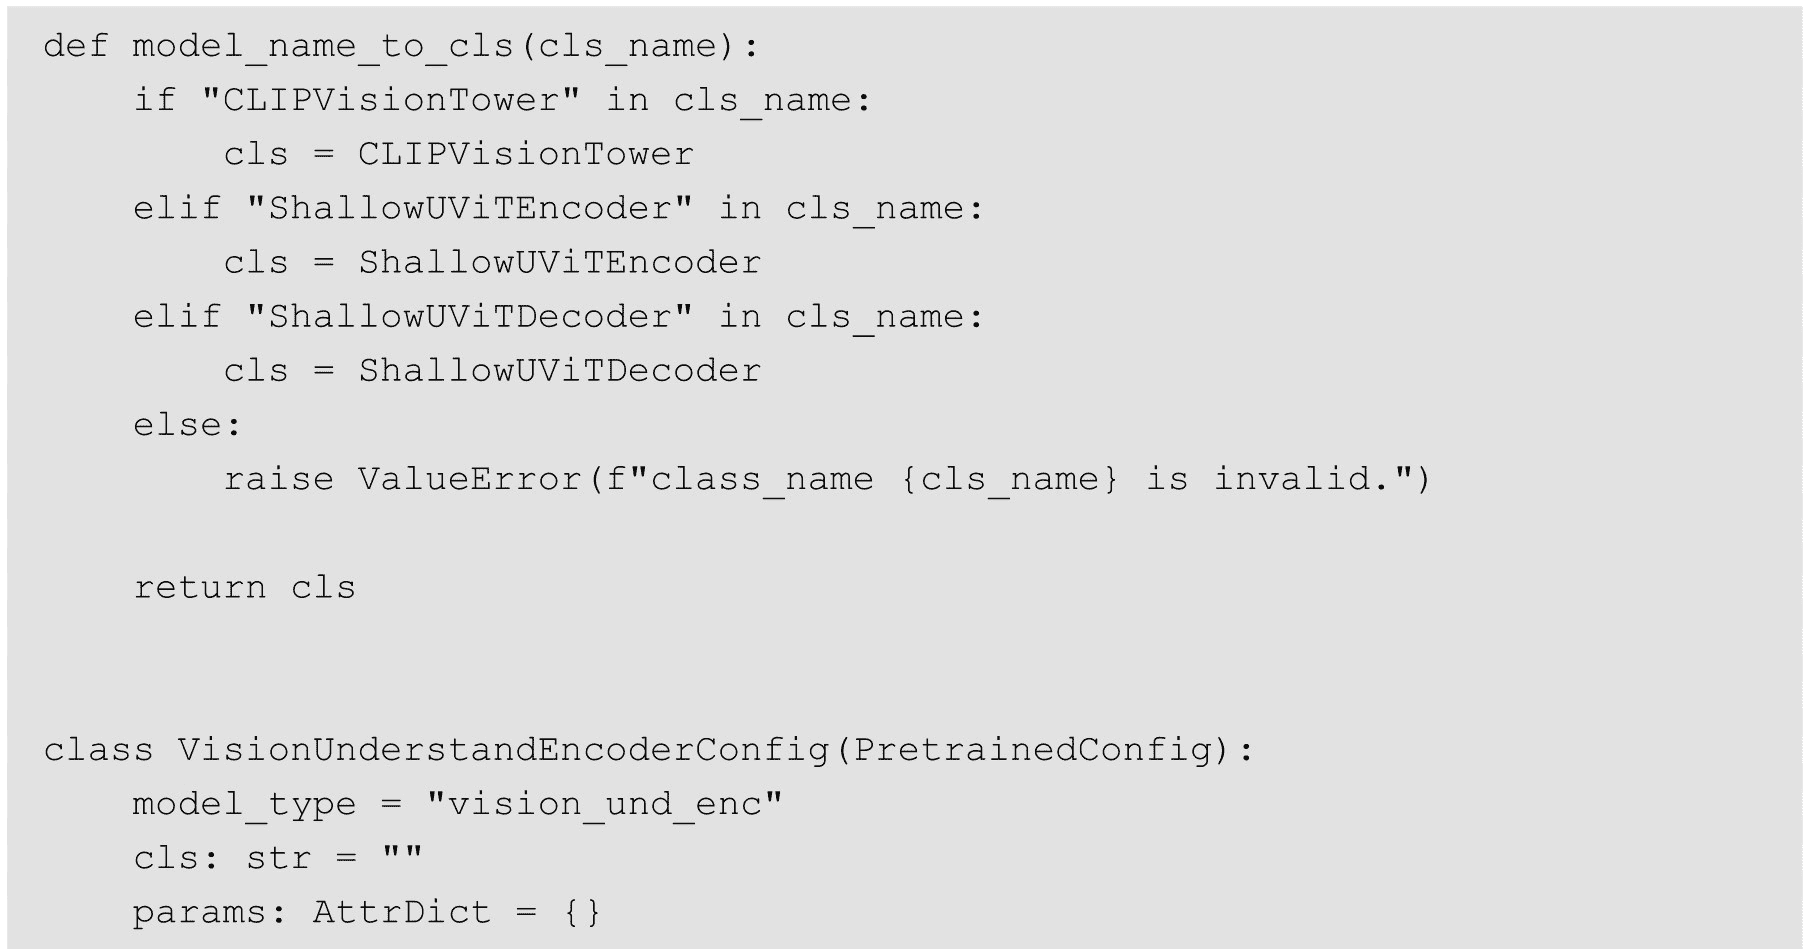 def model_name_to_cls(cls_name):
    if "CLIPVisionTower" in cls_name:
        cls = CLIPVisionTower
    elif "ShallowUViTEncoder" in cls_name:
        cls = ShallowUViTEncoder
    elif "ShallowUViTDecoder" in cls_name:
        cls = ShallowUViTDecoder
    else:
        raise ValueError(f"class_name {cls_name} is invalid.")

    return cls


class VisionUnderstandEncoderConfig(PretrainedConfig):
    model_type = "vision_und_enc"
    cls: str = ""
    params: AttrDict = {}